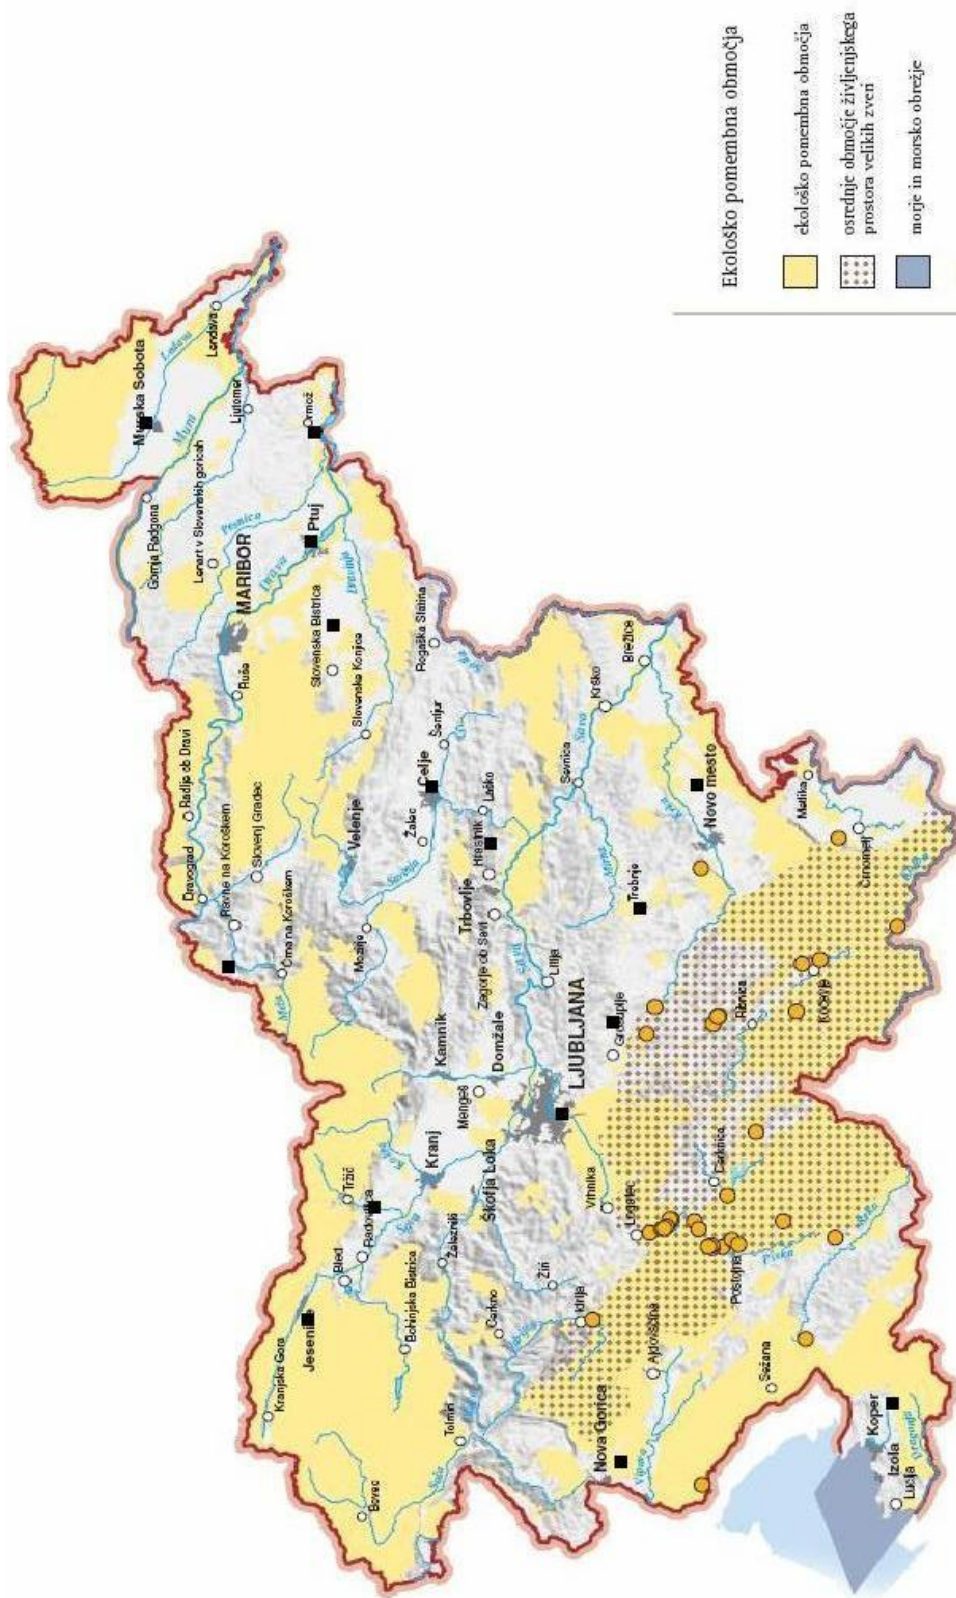 Ekološko pomembna območja
ekološko pomembna območja
osrednje območje življenjskega
prostora velikih zveri
morje in morsko obrežje
Murska Sobota
Ledava
Lendava
Mura
Ljutomer
Gornja Radgona
Ormož
Lenart v Slovenskih goricah
Pesnica
Ptuj
MARIBOR
Drava
Dravinja
Ruše
Slovenska Bistrica
Slovenske Konjice
Rogaška Slatina
Radlje ob Dravi
Dravograd
Slovenj Gradec
Ravne na Koroškem
Črna na Koroškem
Meža
Velenje
Mozirje
Savinja
Žalec
Celje
Šentjur
Laško
Hrastnik
Trbovlje
Zagorje ob Savi
Sava
Litija
Sevnica
Sava
Krško
Brežice
Krka
Novo mesto
Mirna
Trebnje
Metlika
Črnomelj
Kolpa
Kamnik
Domžale
Mengeš
LJUBLJANA
Grosuplje
Ribnica
Kočevje
Kranj
Kokra
Tržič
Radovljica
Bled
Sava
Škofja Loka
Železniki
Bohinjska Bistrica
Jesenice
Kranjska Gora
Bovec
Soča
Tolmin
Cerkno
Žiri
Idrijca
Idrija
Vrhnika
Logatec
Cerknica
Postojna
Pivka
Reka
Ajdovščina
Nova Gorica
Vipava
Sežana
Koper
Izola
Lucija
Dragonja